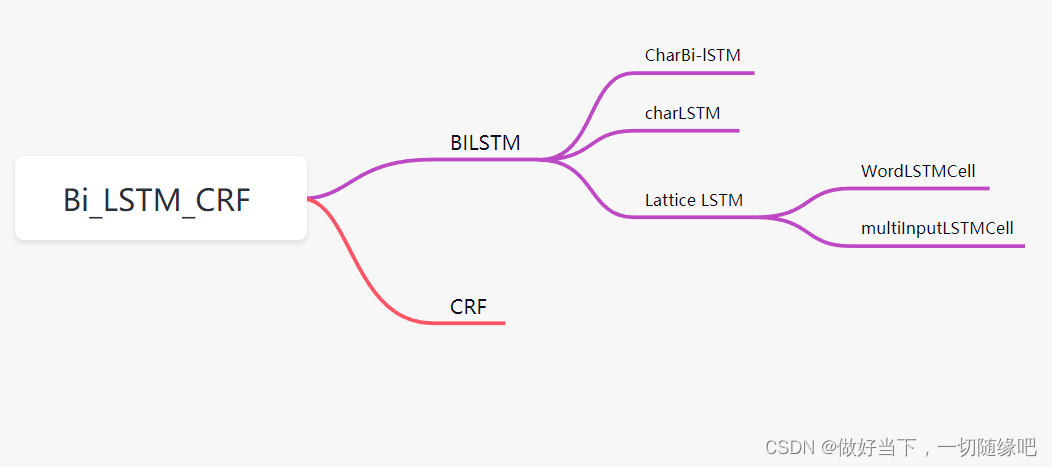 CharBi-lSTM
charLSTM
BILSTM
WordLSTMCell
Lattice LSTM
Bi_LSTM_CRF
multiInputLSTMCell
CRF
CSDN @做好当下，一切随缘吧